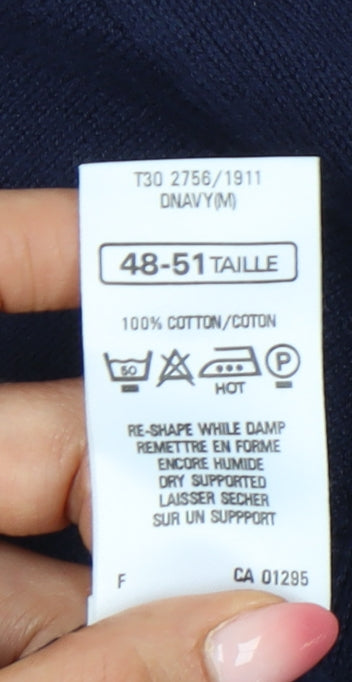 T30 2756/1911
DNAVY(M)
48-51 TAILLE
100% COTTON/COTON
50 P
HOT
RE-SHAPE WHILE DAMP
REMETTRE EN FORME
ENCORE HUMIDE
DRY SUPPORTED
LAISSER SECHER
SUR UN SUPPPORT
F CA 01295